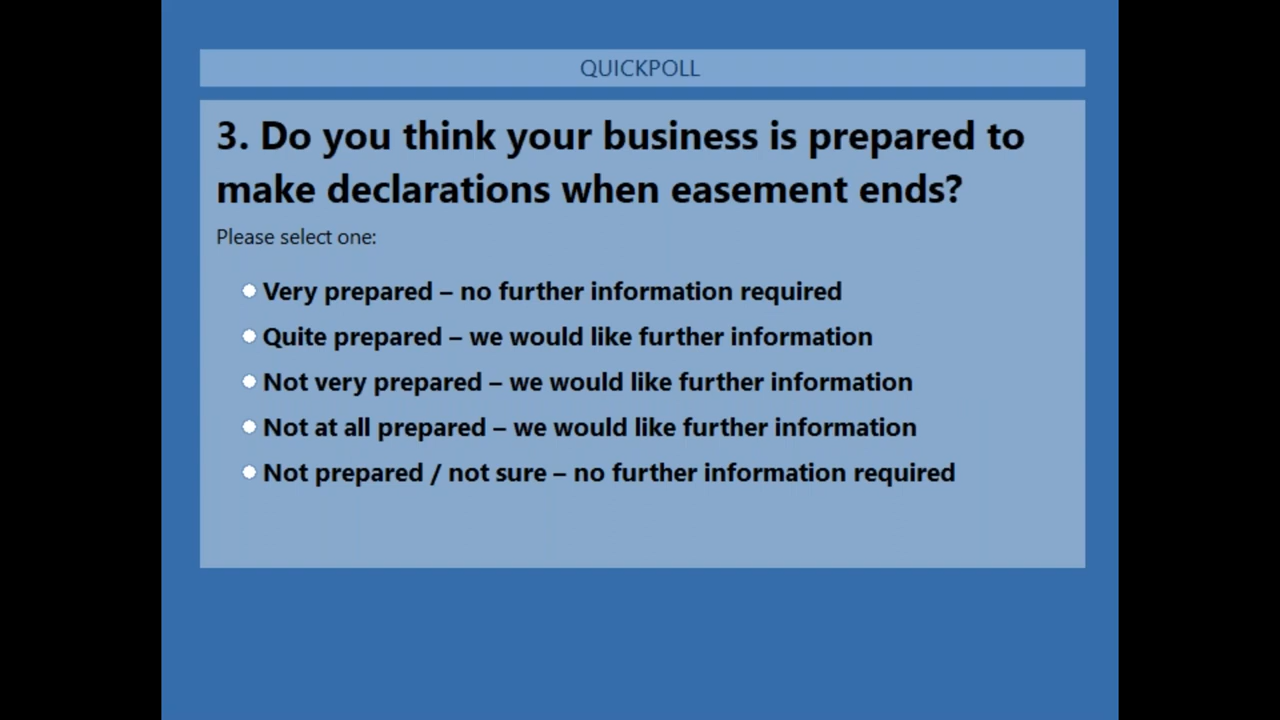 QUICKPOLL
3. Do you think your business is prepared to
make declarations when easement ends?
Please select one:
Very prepared – no further information required
Quite prepared – we would like further information
Not very prepared – we would like further information
Not at all prepared – we would like further information
Not prepared / not sure – no further information required